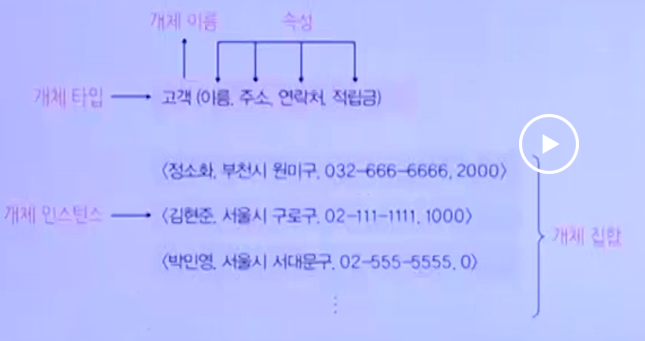 개체 이름 속성
개체 타입 고객 (이름, 주소, 연락처, 적립금)
〈정소화, 부천시 원미구, 032-666-6666, 2000〉
개체 인스턴스 〈김현준, 서울시 구로구, 02-111-1111, 1000〉
개체 집합
〈박민영, 서울시 서대문구, 02-555-5555, 0〉
⋮